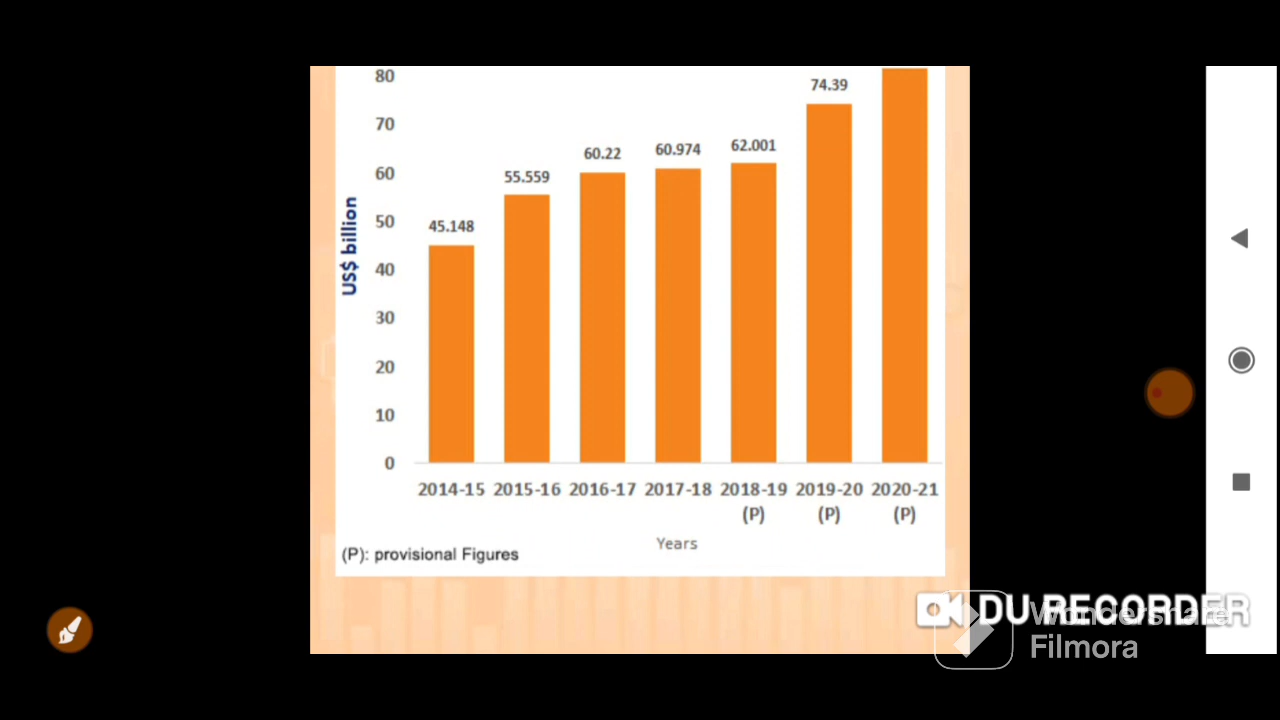 80
74.39
70
62.001
60.974
60.22
60
55.559
50
45.148
US$ billion
40
30
20
10
0
2014-15 2015-16 2016-17 2017-18 2018-19 2019-20 2020-21
(P) (P) (P)
Years
(P): provisional Figures
DU RECORDER
Wondershare
Filmora